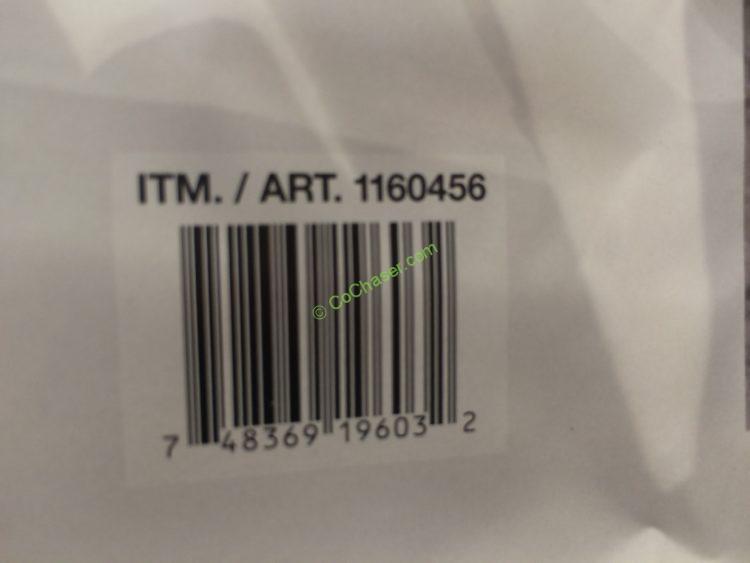 ITM. / ART. 1160456
© CoChaser.com
7 48369 19603 2